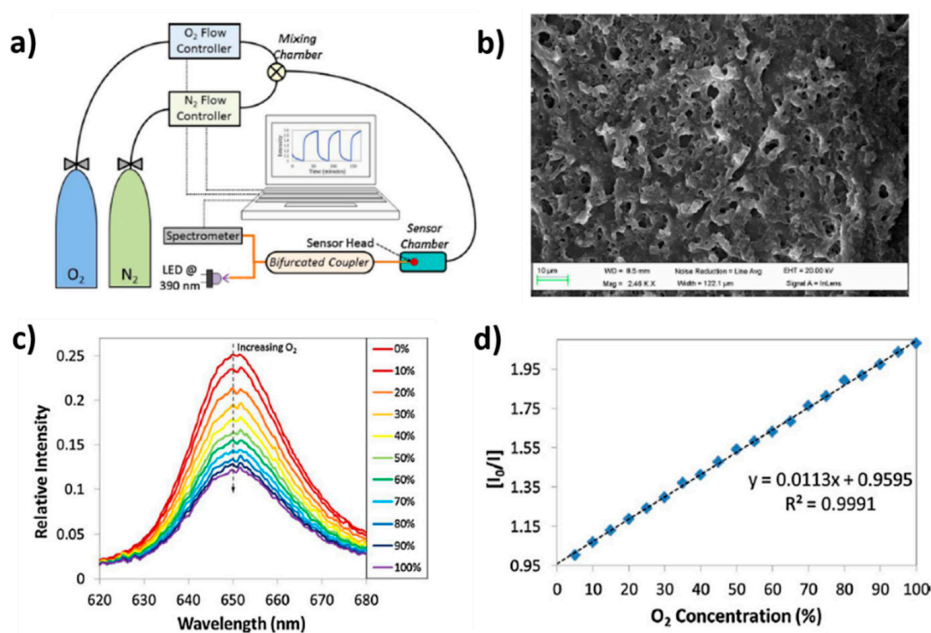 a)
O2 Flow
Controller
Mixing
Chamber
N2 Flow
Controller
Intensity
Time (minutes)
Spectrometer
Sensor Head
Sensor
Chamber
Bifurcated Coupler
LED @
390 nm
O2
N2
b)
10 µm
WD = 8.5 mm
Noise Reduction = Line Avg
EHT = 20.00 kV
Mag = 2.46 K X
Width = 122.1 µm
Signal A = InLens
c)
Increasing O2
0.25
0.2
0.15
0.1
0.05
0
620
630
640
650
660
670
680
Relative Intensity
Wavelength (nm)
0%
10%
20%
30%
40%
50%
60%
70%
80%
90%
100%
d)
[I0/I]
1.95
1.75
1.55
1.35
1.15
0.95
y = 0.0113x + 0.9595
R² = 0.9991
0 10 20 30 40 50 60 70 80 90 100
O2 Concentration (%)